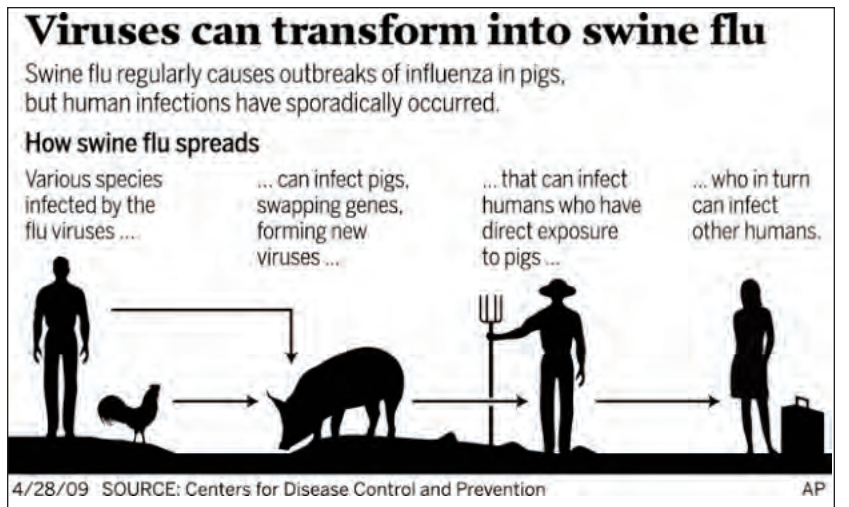 Viruses can transform into swine flu
Swine flu regularly causes outbreaks of influenza in pigs,
but human infections have sporadically occurred.
How swine flu spreads
Various species
infected by the
flu viruses ...
... can infect pigs,
swapping genes,
forming new
viruses ...
... that can infect
humans who have
direct exposure
to pigs ...
... who in turn
can infect
other humans.
4/28/09 SOURCE: Centers for Disease Control and Prevention AP